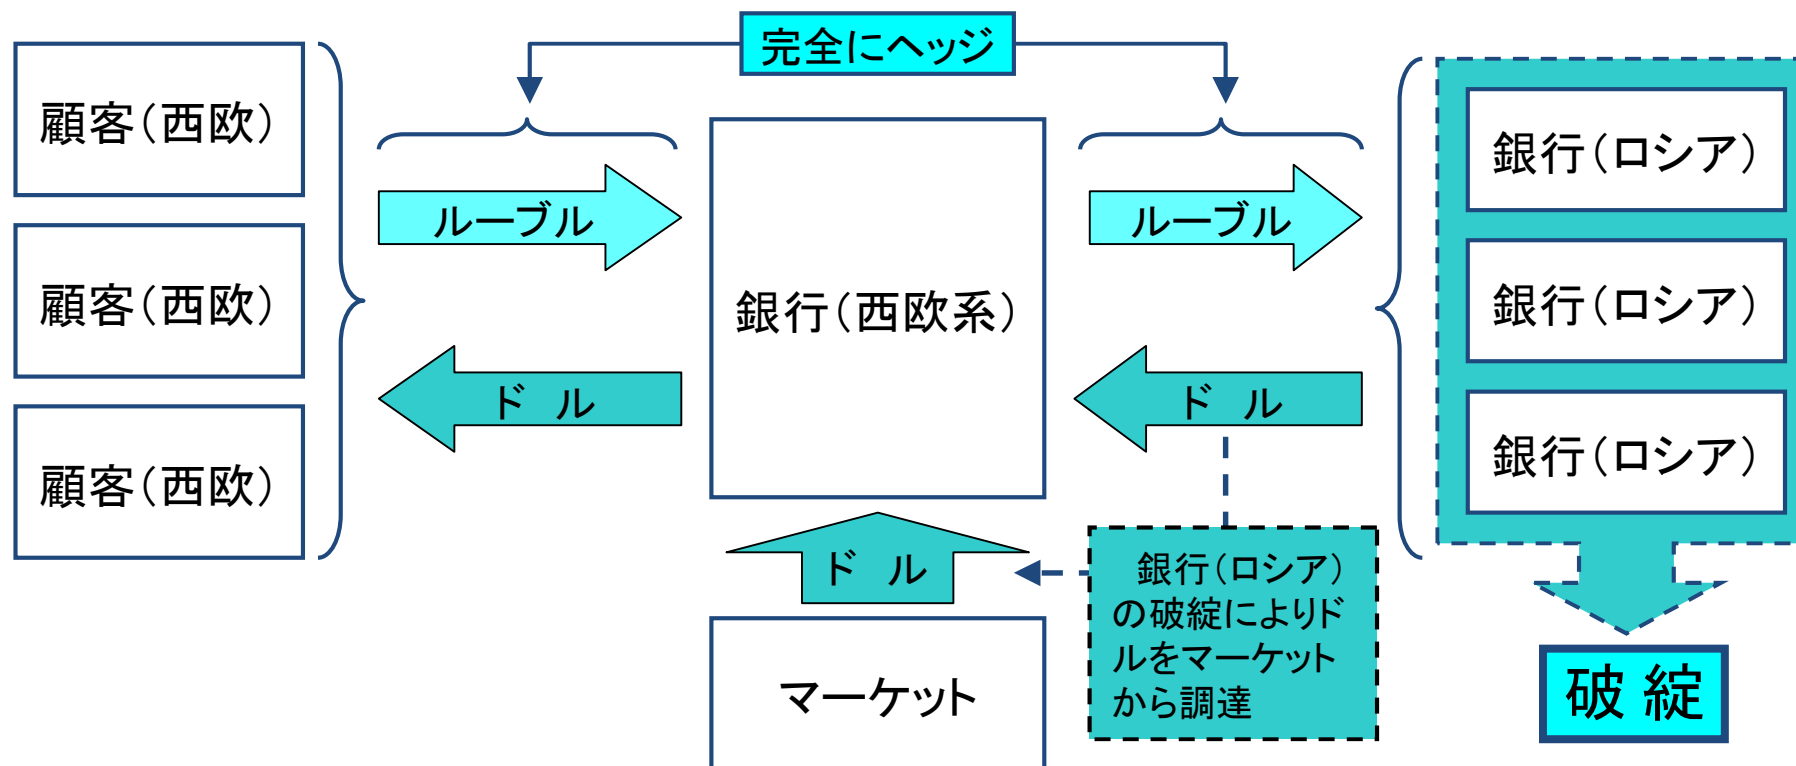 完全にヘッジ
顧客(西欧)
顧客(西欧)
顧客(西欧)
ルーブル
ド ル
銀行(西欧系)
ルーブル
ド ル
銀行(ロシア)
銀行(ロシア)
銀行(ロシア)
ド ル
マーケット
銀行(ロシア)
の破綻によりド
ルをマーケット
から調達
破 綻